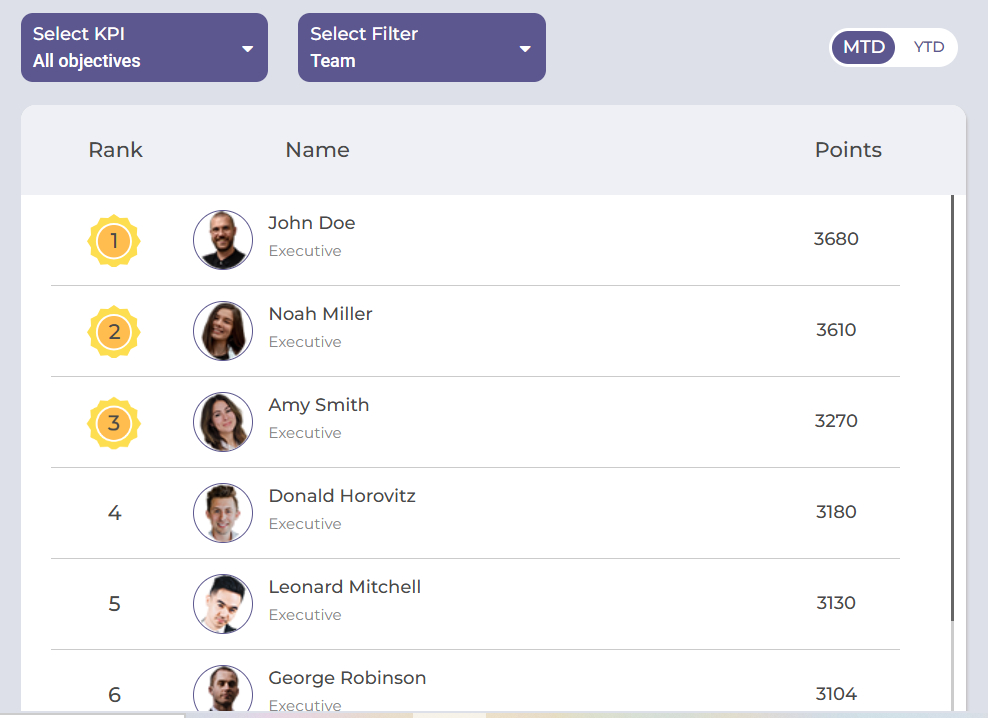 Select KPI
All objectives
Select Filter
Team
MTD YTD
Rank Name Points
1
John Doe
Executive
3680
2
Noah Miller
Executive
3610
3
Amy Smith
Executive
3270
4
Donald Horovitz
Executive
3180
5
Leonard Mitchell
Executive
3130
6
George Robinson
Executive
3104